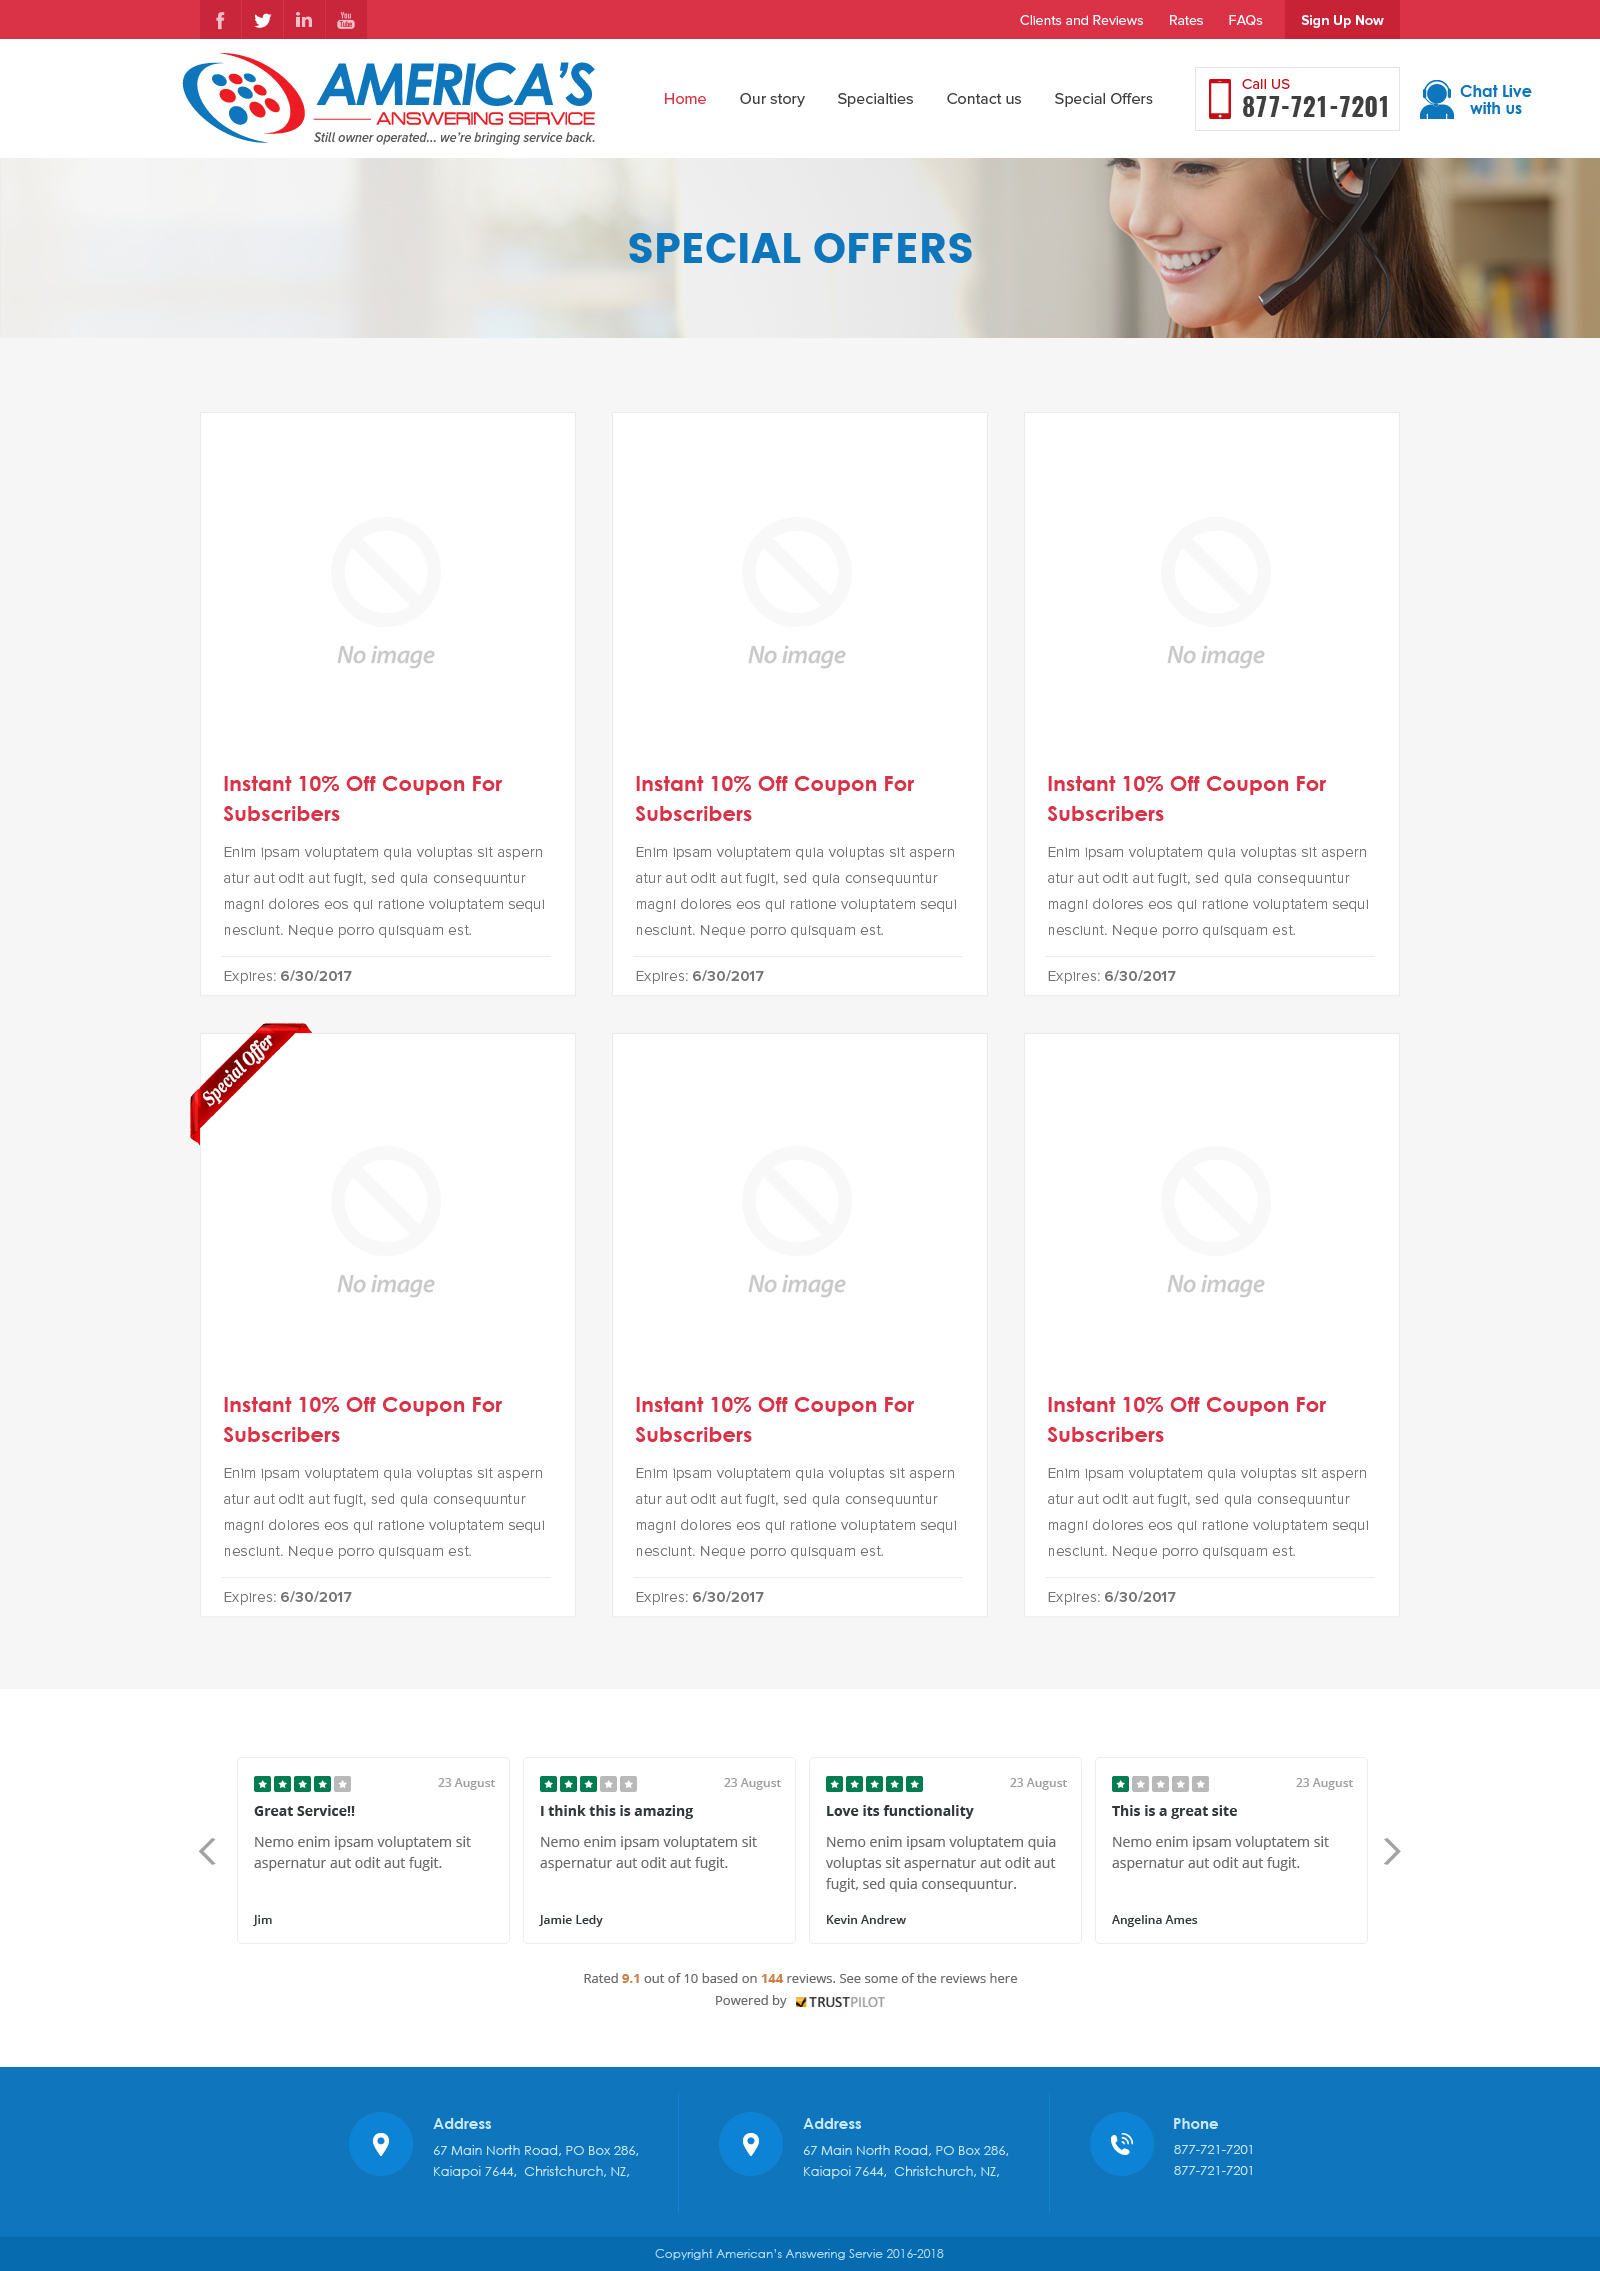 f
in
You
Tube
Clients and Reviews
Rates
FAQs
Sign Up Now
AMERICA'S
ANSWERING SERVICE
Still owner operated... we're bringing service back.
Home
Our story
Specialties
Contact us
Special Offers
Call US
877-721-7201
Chat Live
with us
SPECIAL OFFERS
No image
Instant 10% Off Coupon For
Subscribers
Enim ipsam voluptatem quia voluptas sit aspern
atur aut odit aut fugit, sed quia consequuntur
magni dolores eos qui ratione voluptatem sequi
nesciunt. Neque porro quisquam est.
Expires: 6/30/2017
No image
Instant 10% Off Coupon For
Subscribers
Enim ipsam voluptatem quia voluptas sit aspern
atur aut odit aut fugit, sed quia consequuntur
magni dolores eos qui ratione voluptatem sequi
nesciunt. Neque porro quisquam est.
Expires: 6/30/2017
No image
Instant 10% Off Coupon For
Subscribers
Enim ipsam voluptatem quia voluptas sit aspern
atur aut odit aut fugit, sed quia consequuntur
magni dolores eos qui ratione voluptatem sequi
nesciunt. Neque porro quisquam est.
Expires: 6/30/2017
Special Offer
No image
Instant 10% Off Coupon For
Subscribers
Enim ipsam voluptatem quia voluptas sit aspern
atur aut odit aut fugit, sed quia consequuntur
magni dolores eos qui ratione voluptatem sequi
nesciunt. Neque porro quisquam est.
Expires: 6/30/2017
No image
Instant 10% Off Coupon For
Subscribers
Enim ipsam voluptatem quia voluptas sit aspern
atur aut odit aut fugit, sed quia consequuntur
magni dolores eos qui ratione voluptatem sequi
nesciunt. Neque porro quisquam est.
Expires: 6/30/2017
No image
Instant 10% Off Coupon For
Subscribers
Enim ipsam voluptatem quia voluptas sit aspern
atur aut odit aut fugit, sed quia consequuntur
magni dolores eos qui ratione voluptatem sequi
nesciunt. Neque porro quisquam est.
Expires: 6/30/2017
23 August
Great Service!!
Nemo enim ipsam voluptatem sit
aspernatur aut odit aut fugit.
Jim
23 August
I think this is amazing
Nemo enim ipsam voluptatem sit
aspernatur aut odit aut fugit.
Jamie Ledy
23 August
Love its functionality
Nemo enim ipsam voluptatem quia
voluptas sit aspernatur aut odit aut
fugit, sed quia consequuntur.
Kevin Andrew
23 August
This is a great site
Nemo enim ipsam voluptatem sit
aspernatur aut odit aut fugit.
Angelina Ames
Rated 9.1 out of 10 based on 144 reviews. See some of the reviews here
Powered by TRUSTPILOT
Address
67 Main North Road, PO Box 286,
Kaiapoi 7644, Christchurch, NZ,
Address
67 Main North Road, PO Box 286,
Kaiapoi 7644, Christchurch, NZ,
Phone
877-721-7201
877-721-7201
Copyright American's Answering Servie 2016-2018